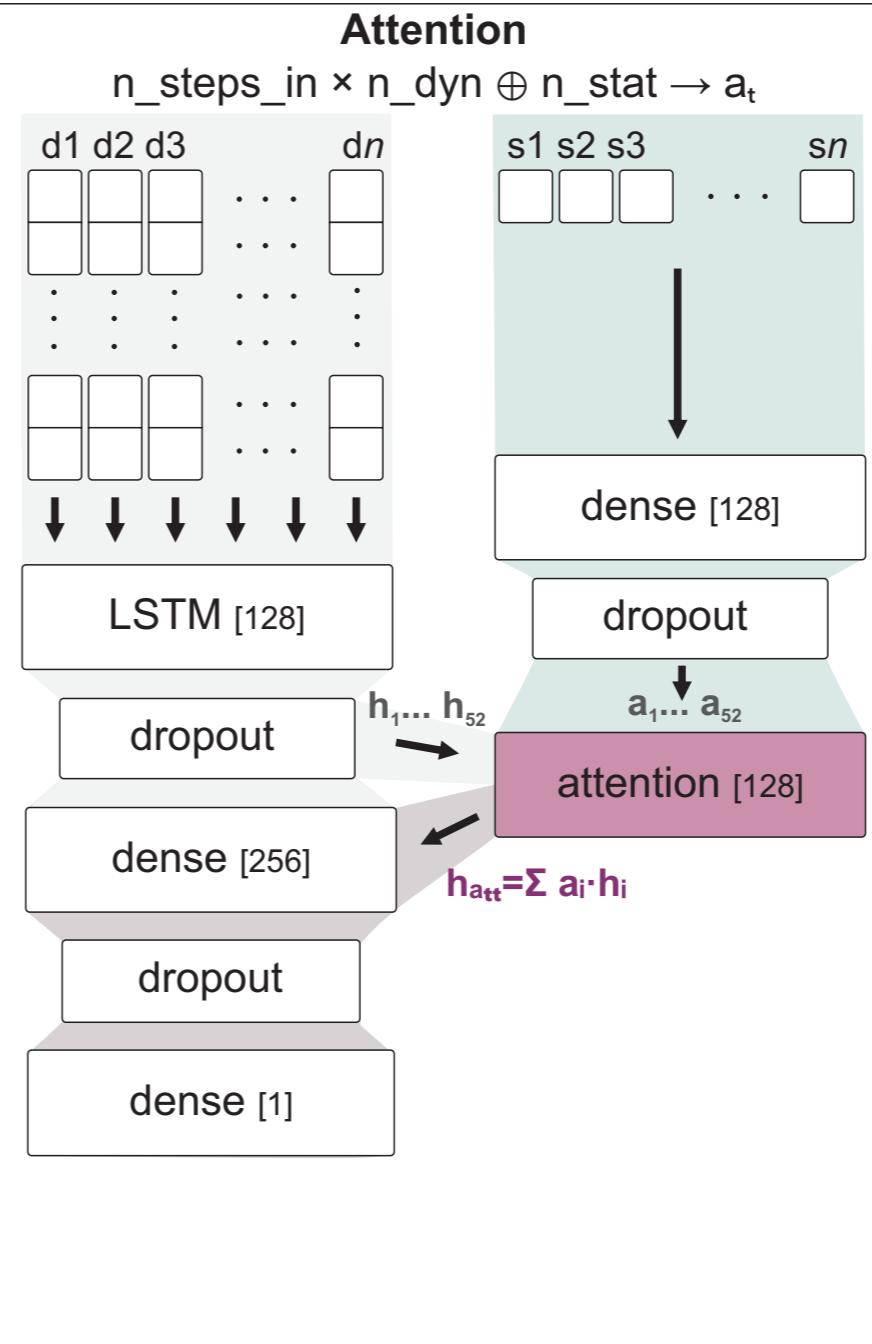 Attention
n_steps_in × n_dyn ⊕ n_stat → aₜ
d1 d2 d3 . . . dn
s1 s2 s3 . . . sn
dense [128]
LSTM [128]
dropout
dropout
h₁... h₅₂
a₁... a₅₂
attention [128]
dense [256]
hₐₜₜ=Σ aᵢ·hᵢ
dropout
dense [1]